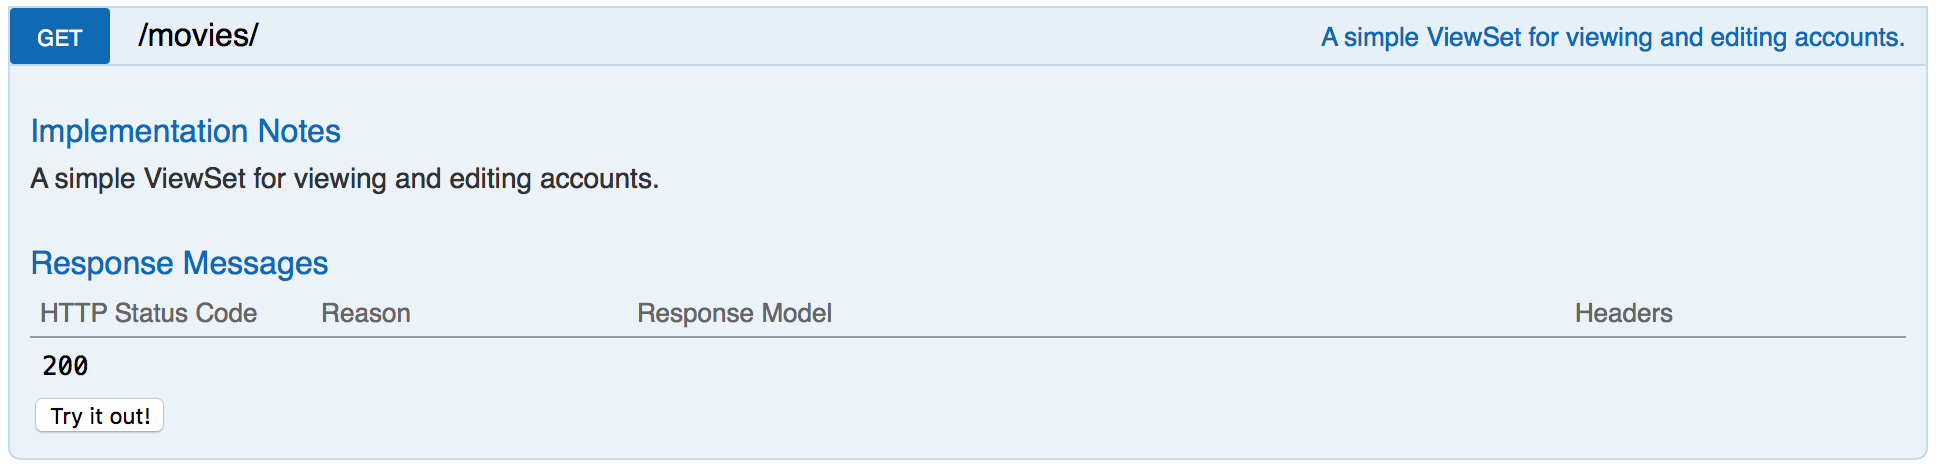 GET /movies/ A simple ViewSet for viewing and editing accounts.
Implementation Notes
A simple ViewSet for viewing and editing accounts.
Response Messages
HTTP Status Code Reason Response Model Headers
200
Try it out!